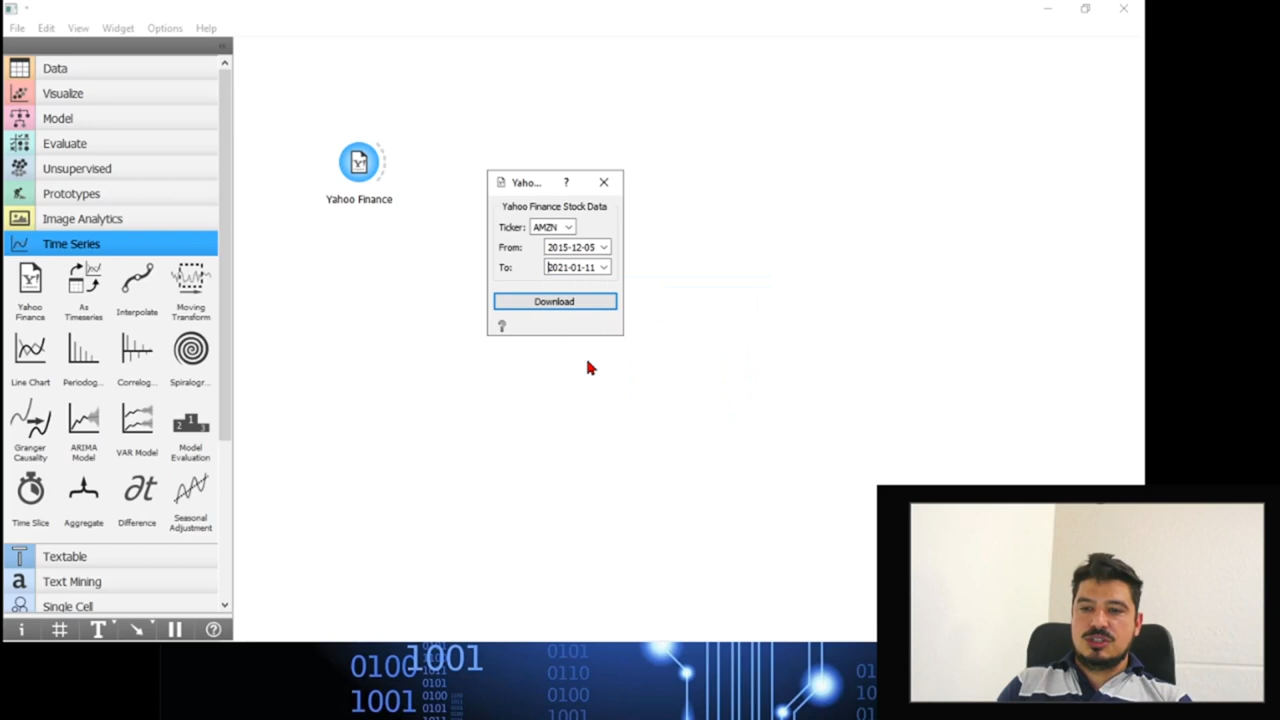 File Edit View Widget Options Help
Data
Visualize
Model
Evaluate
Unsupervised
Prototypes
Image Analytics
Time Series
Yahoo Finance
As Timeseries
Interpolate
Moving Transform
Line Chart
Periodog...
Correlog...
Spiralogr...
Granger Causality
ARIMA Model
VAR Model
Model Evaluation
Time Slice
Aggregate
Difference
Seasonal Adjustment
Textable
Text Mining
Single Cell
Yahoo Finance
Yaho... ?
Yahoo Finance Stock Data
Ticker: AMZN
From: 2015-12-05
To: 2021-01-11
Download
0100
1001
1001
0101
0110
0100
1001